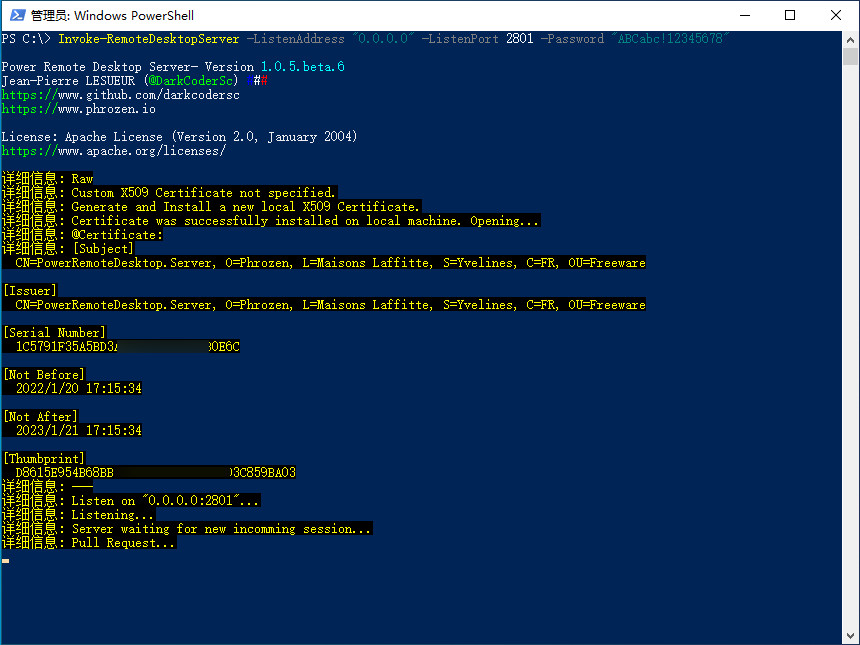 管理员: Windows PowerShell
PS C:\> Invoke-RemoteDesktopServer -ListenAddress "0.0.0.0" -ListenPort 2801 -Password "ABCabc!12345678"
Power Remote Desktop Server- Version 1.0.5.beta.6
Jean-Pierre LESUEUR (@DarkCoderSc) ##
https://www.github.com/darkcodersc
https://www.phrozen.io
License: Apache License (Version 2.0, January 2004)
https://www.apache.org/licenses/
详细信息: Raw
详细信息: Custom X509 Certificate not specified.
详细信息: Generate and Install a new local X509 Certificate.
详细信息: Certificate was successfully installed on local machine. Opening...
详细信息: @Certificate:
详细信息: [Subject]
CN=PowerRemoteDesktop.Server, O=Phrozen, L=Maisons Laffitte, S=Yvelines, C=FR, OU=Freeware
[Issuer]
CN=PowerRemoteDesktop.Server, O=Phrozen, L=Maisons Laffitte, S=Yvelines, C=FR, OU=Freeware
[Serial Number]
1C5791F35A5BD3 0E6C
[Not Before]
2022/1/20 17:15:34
[Not After]
2023/1/21 17:15:34
[Thumbprint]
D8615E954B68BB 3C859BA03
详细信息: ———
详细信息: Listen on "0.0.0.0:2801"...
详细信息: Listening...
详细信息: Server waiting for new incomming session...
详细信息: Pull Request...